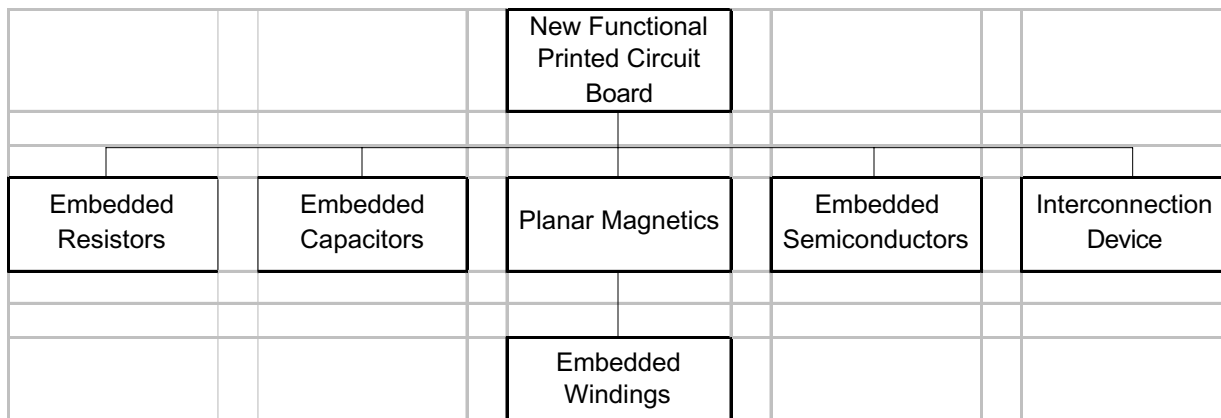 New Functional
Printed Circuit
Board
Embedded
Resistors
Embedded
Capacitors
Planar Magnetics
Embedded
Semiconductors
Interconnection
Device
Embedded
Windings